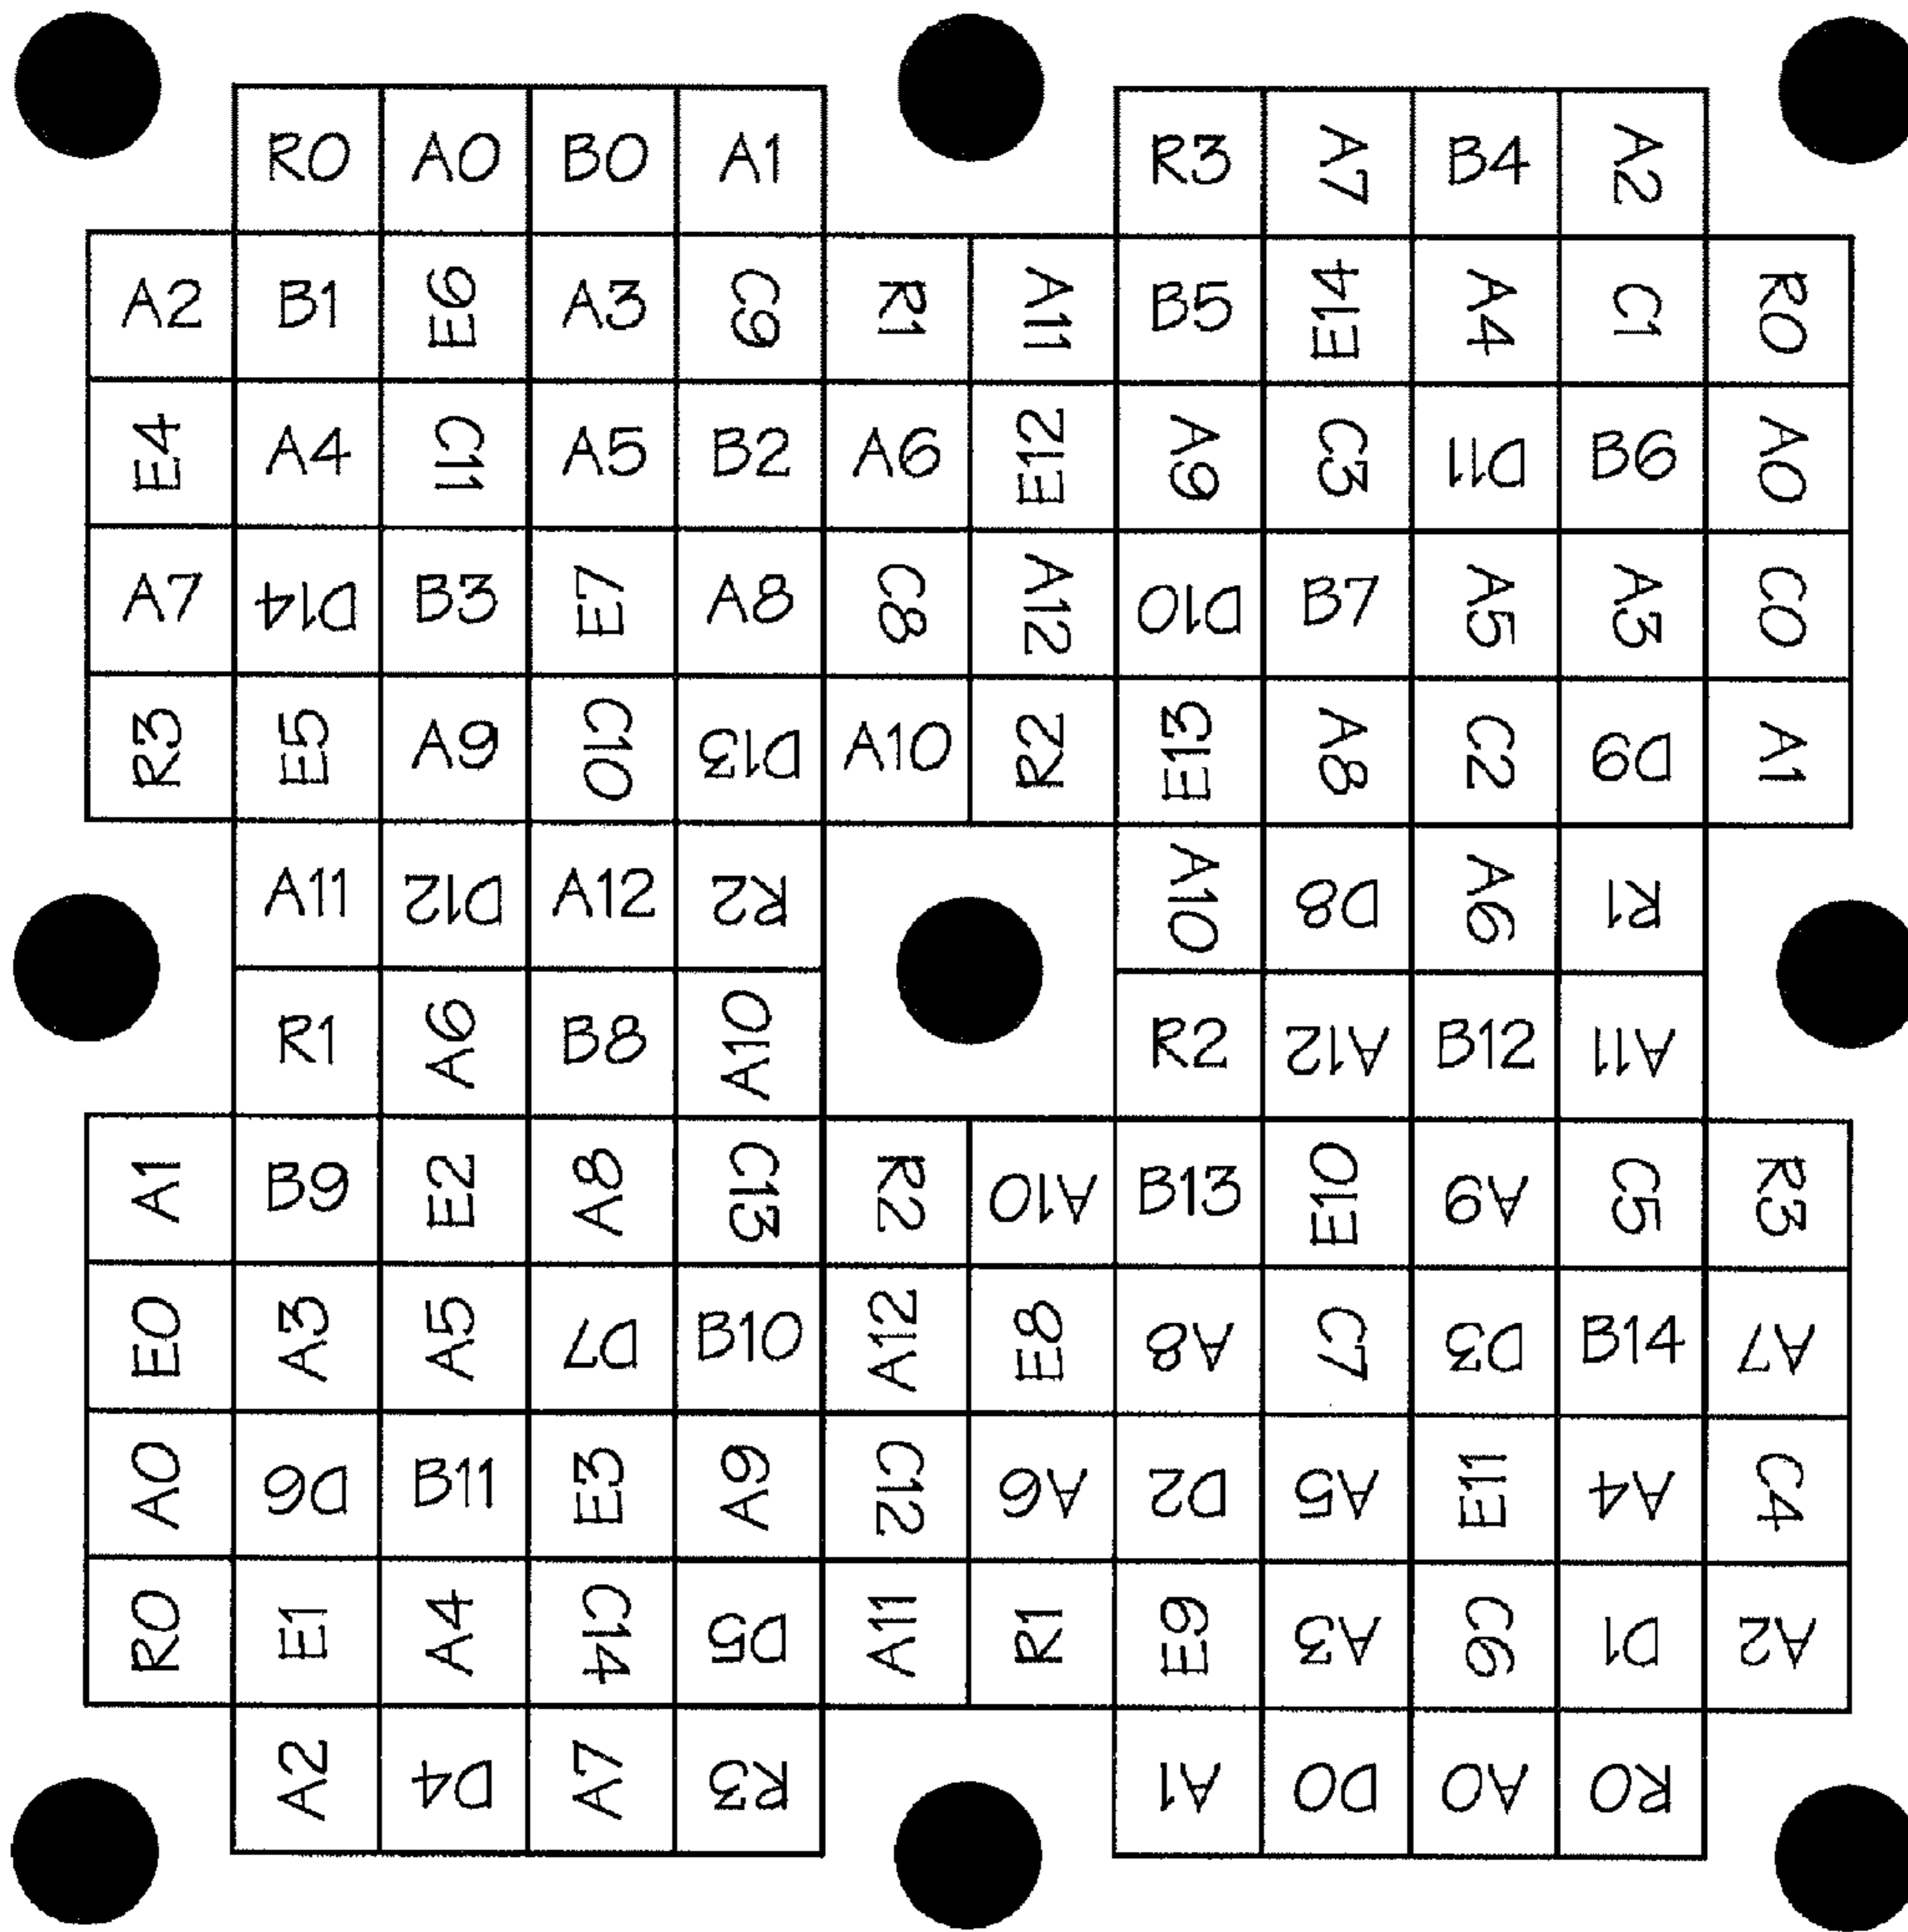 R0 A0 B0 A1 R3 A7 B4 A2
A2 B1 E6 A3 C9 R1 A11 B5 E14 A4 C1 R0
E4 A4 C11 A5 B2 A6 E12 A9 C3 D11 B6 A0
A7 D14 B3 E7 A8 C8 A12 D10 B7 A5 A3 C0
R3 E5 A9 C10 D13 A10 R2 E13 A8 C2 D9 A1
A11 D12 A12 R2 A10 D8 A6 R1
R1 A6 B8 A10 R2 A12 B12 A11
A1 B9 E2 A8 C13 R2 A10 B13 E10 A9 C5 R3
E0 A3 A5 D7 B10 A12 E8 A8 C7 D3 B14 A7
A0 D6 B11 E3 A9 C12 A6 D2 A5 E11 A4 C4
R0 E1 A4 C14 D5 A11 R1 E9 A3 C6 D1 A2
A2 D4 A7 R3 A1 D0 A0 R0